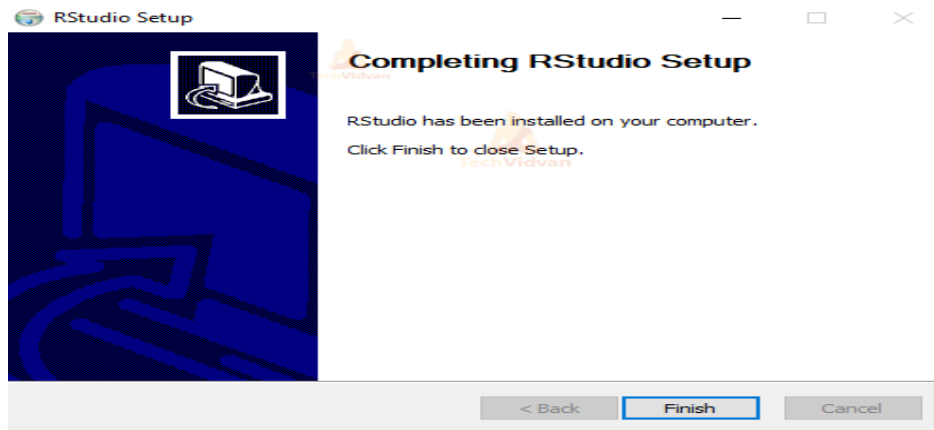 RStudio Setup
Completing RStudio Setup
TechVidvan
RStudio has been installed on your computer.
Click Finish to close Setup.
TechVidvan
< Back
Finish
Cancel